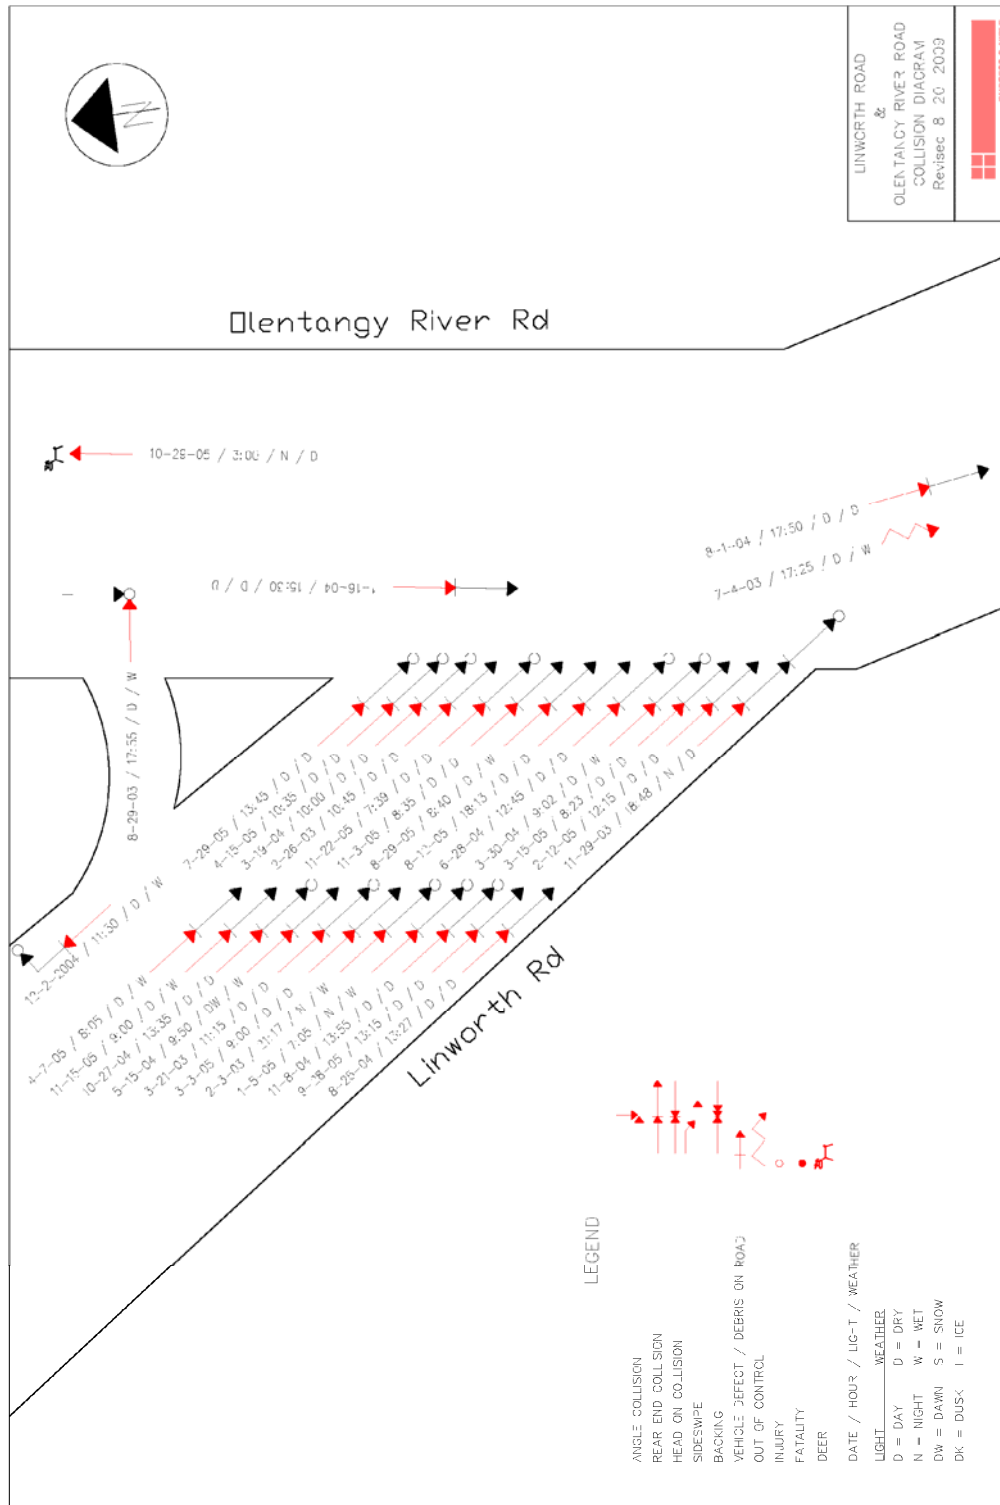 LINWORTH ROAD
&
OLENTANGY RIVER ROAD
COLLISION DIAGRAM
Revised 8 20 2009
N
Olentangy River Rd
10-28-05 / 3:00 / N / D
8-1-04 / 17:50 / D / D
7-4-03 / 17:25 / D / W
1-16-04 / 15:30 / D / D
8-29-03 / 17:55 / D / W
7-29-05 / 13:45 / D / D
4-15-05 / 10:35 / D / D
3-19-04 / 10:00 / D / D
2-26-03 / 10:45 / D / D
11-22-05 / 7:39 / D / D
11-3-05 / 8:35 / D / D
8-29-05 / 8:40 / D / W
8-12-05 / 18:13 / D / D
6-28-04 / 12:45 / D / D
3-30-04 / 9:02 / D / W
3-15-05 / 8:23 / D / D
2-12-05 / 12:15 / D / D
11-29-03 / 18:48 / N / D
12-2-2004 / 11:30 / D / W
4-7-05 / 8:05 / D / W
11-15-05 / 9:00 / D / W
10-27-04 / 13:35 / D / D
5-15-04 / 9:50 / DW / W
3-21-03 / 11:15 / D / D
3-3-05 / 9:00 / D / D
2-3-03 / 21:17 / N / W
1-5-05 / 7:05 / N / W
11-8-04 / 13:55 / D / D
9-28-05 / 13:15 / D / D
8-25-04 / 13:27 / D / D
Linworth Rd
LEGEND
ANGLE COLLISION
REAR END COLLISION
HEAD ON COLLISION
SIDESWIPE
BACKING
VEHICLE DEFECT / DEBRIS ON ROAD
OUT OF CONTROL
INJURY
FATALITY
DEER
DATE / HOUR / LIGHT / WEATHER
LIGHT WEATHER
D = DAY D = DRY
N = NIGHT W = WET
DW = DAWN S = SNOW
DK = DUSK I = ICE